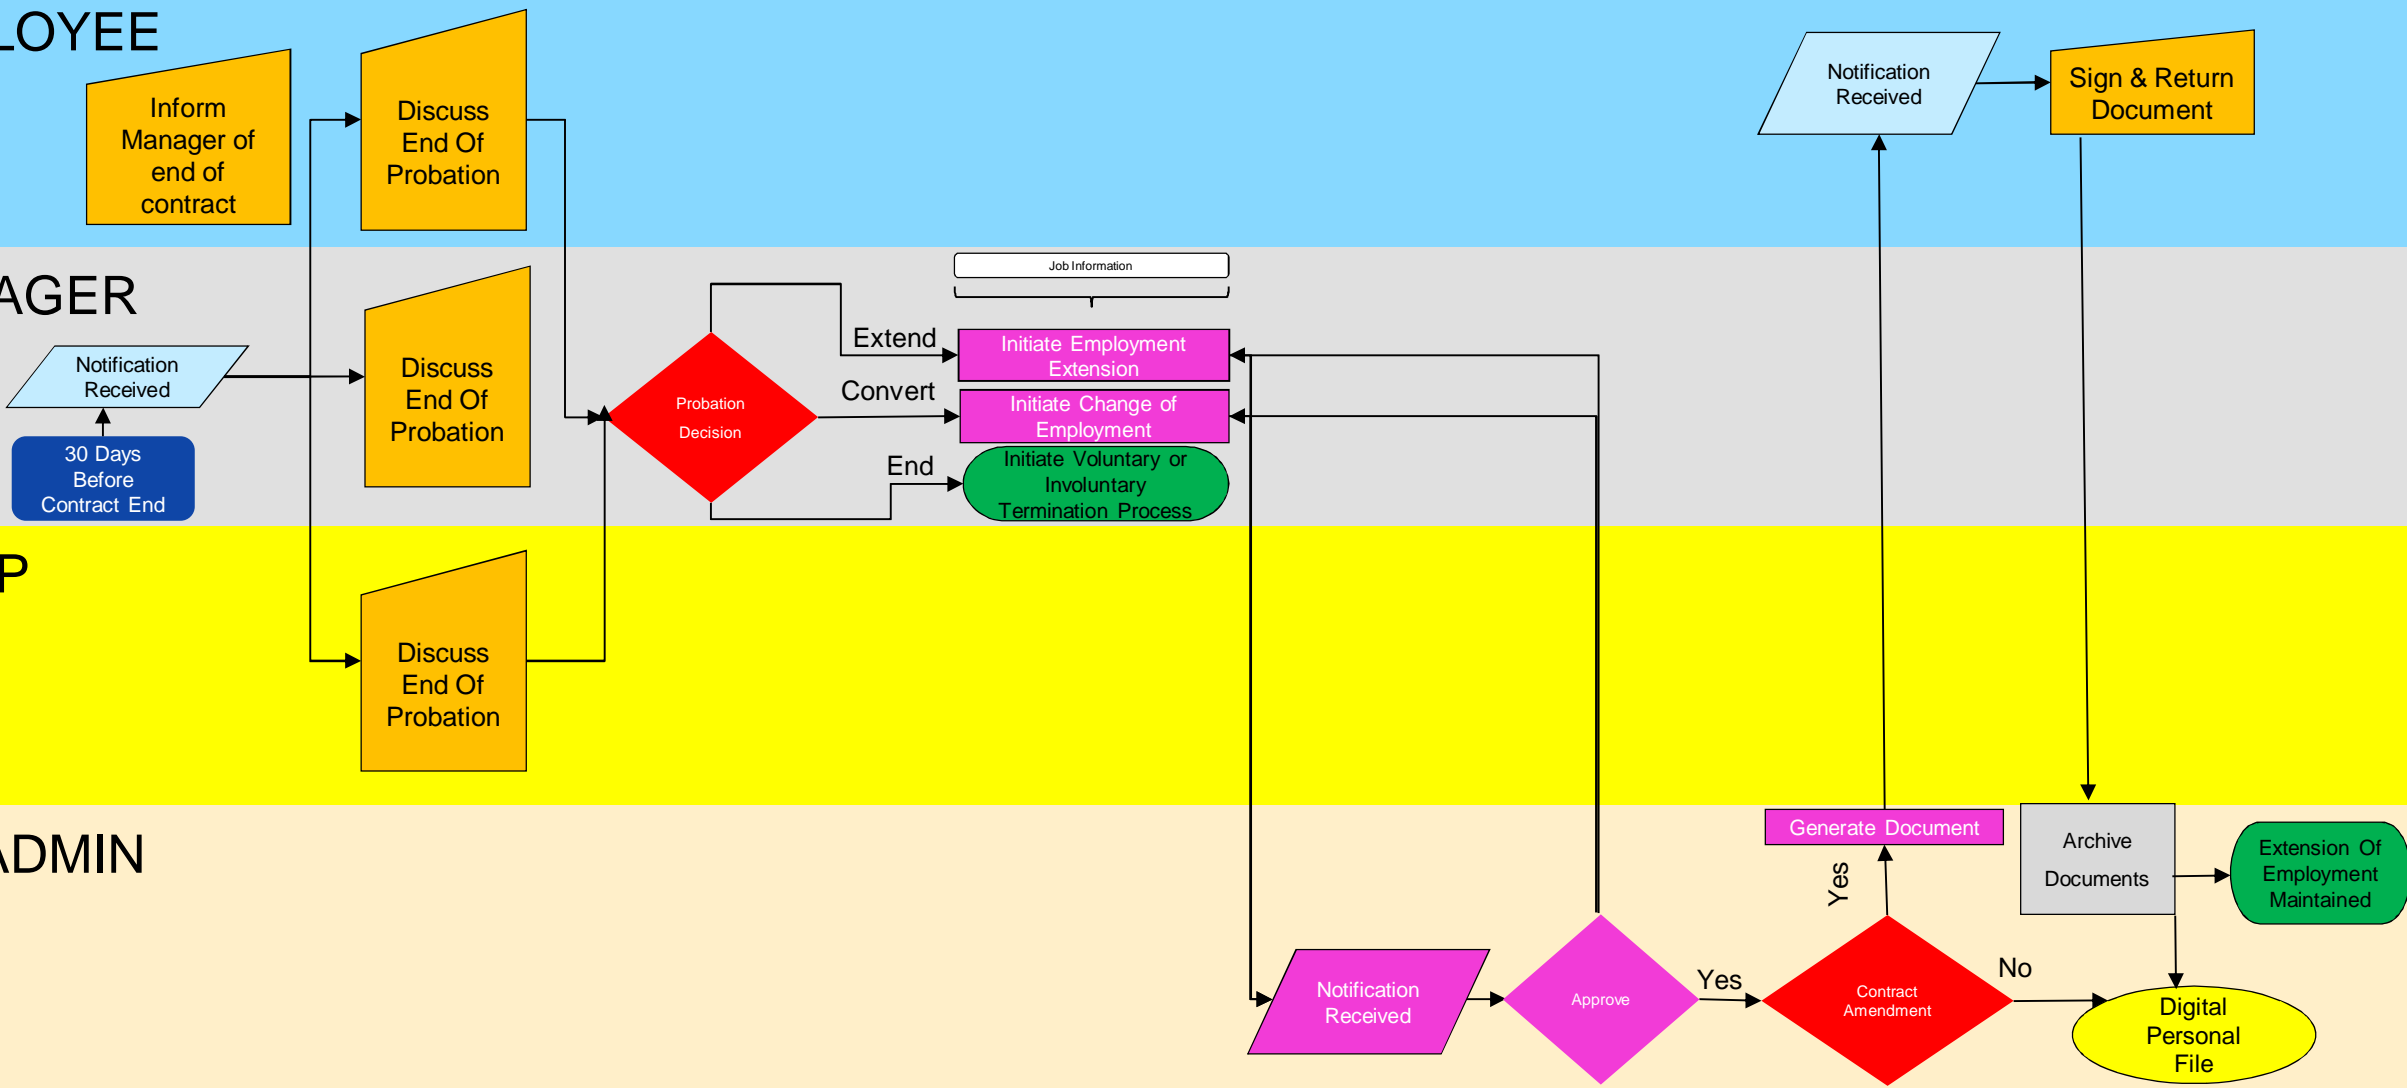 LOYEE
Inform
Manager of
end of
contract
Discuss
End Of
Probation
Notification
Received
Sign & Return
Document
AGER
Notification
Received
30 Days
Before
Contract End
Discuss
End Of
Probation
Probation
Decision
Extend
Convert
End
Job Information
Initiate Employment
Extension
Initiate Change of
Employment
Initiate Voluntary or
Involuntary
Termination Process
P
Discuss
End Of
Probation
ADMIN
Notification
Received
Approve
Yes
Contract
Amendment
Yes
No
Generate Document
Archive
Documents
Extension Of
Employment
Maintained
Digital
Personal
File